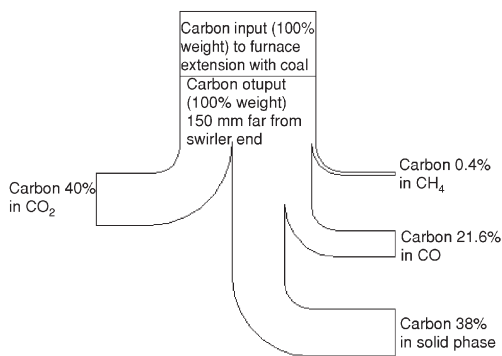 Carbon input (100%
weight) to furnace
extension with coal
Carbon otuput
(100% weight)
150 mm far from
swirler end
Carbon 40%
in CO₂
Carbon 0.4%
in CH₄
Carbon 21.6%
in CO
Carbon 38%
in solid phase